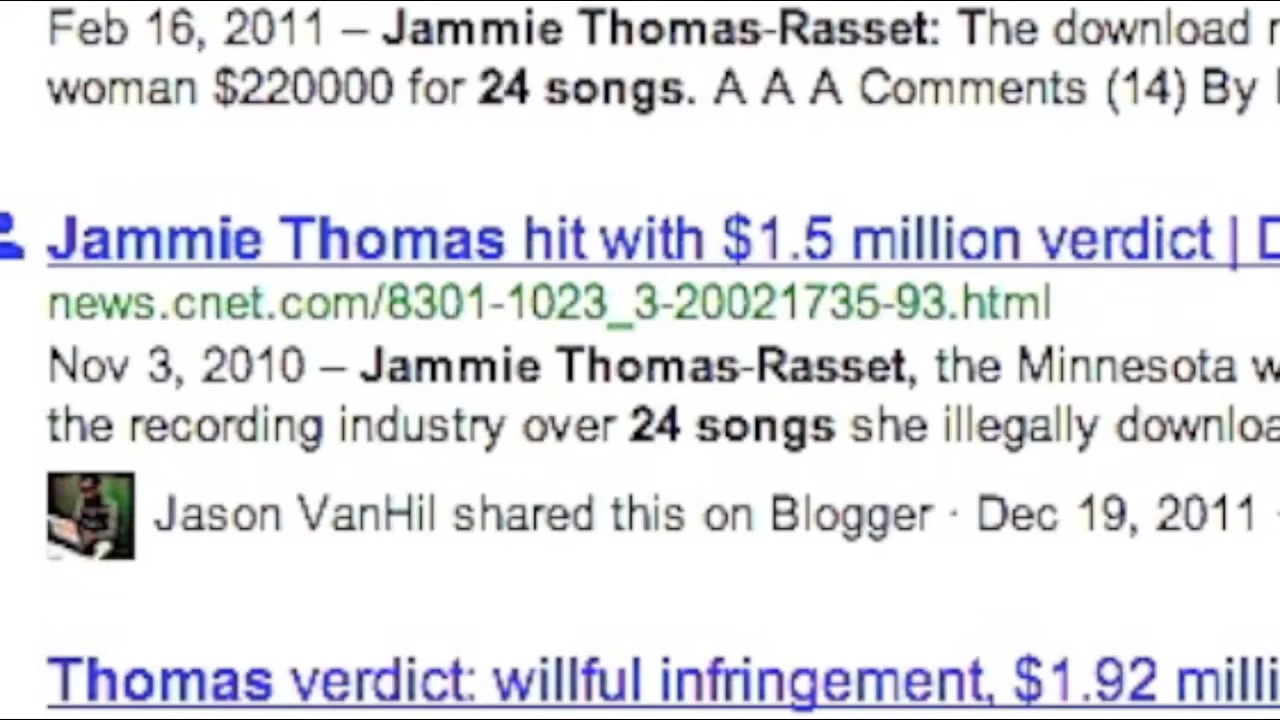 Feb 16, 2011 – Jammie Thomas-Rasset: The download
woman $220000 for 24 songs. A A A Comments (14) By
Jammie Thomas hit with $1.5 million verdict |
news.cnet.com/8301-1023_3-20021735-93.html
Nov 3, 2010 – Jammie Thomas-Rasset, the Minnesota
the recording industry over 24 songs she illegally downloa
Jason VanHil shared this on Blogger · Dec 19, 2011
Thomas verdict: willful infringement, $1.92 milli